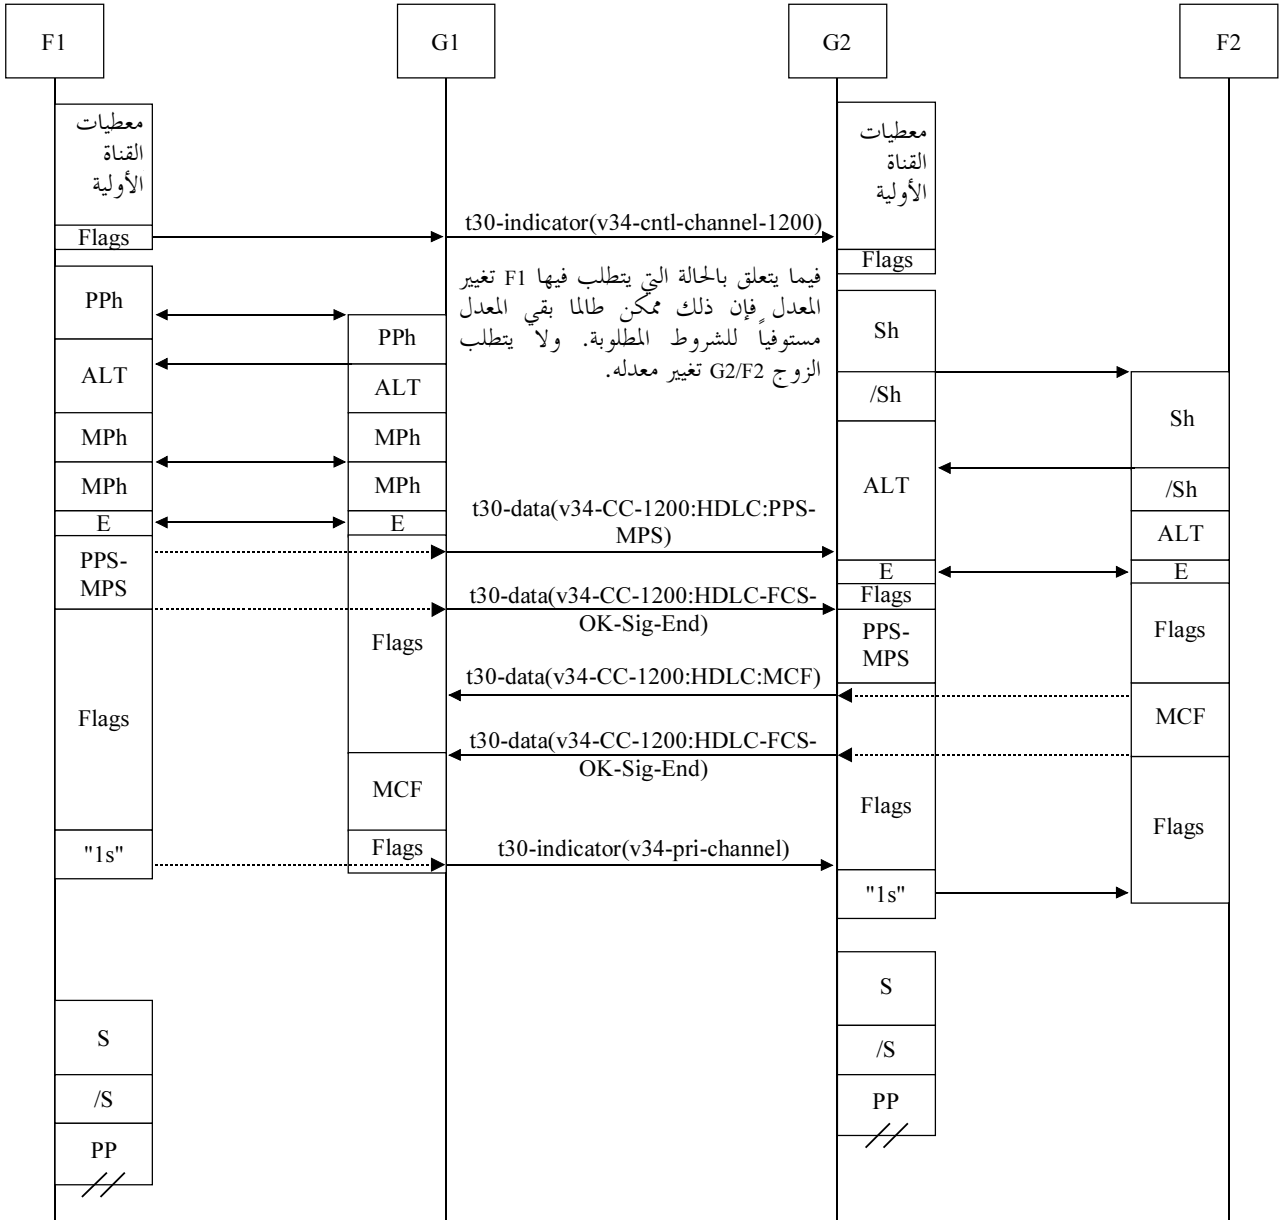 F1
G1
G2
F2
معطيات
القناة
الأولية
Flags
معطيات
القناة
الأولية
Flags
t30-indicator(v34-cntl-channel-1200)
فيما يتعلق بالحالة التي يتطلب فيها F1 تغيير
المعدل فإن ذلك ممكن طالما بقي المعدل
مستوفياً للشروط المطلوبة. ولا يتطلب
الزوج G2/F2 تغيير معدله.
PPh
ALT
MPh
MPh
E
PPS-
MPS
Flags
"1s"
S
/S
PP
PPh
ALT
MPh
MPh
E
Flags
MCF
Flags
t30-data(v34-CC-1200:HDLC:PPS-
MPS)
t30-data(v34-CC-1200:HDLC-FCS-
OK-Sig-End)
t30-data(v34-CC-1200:HDLC:MCF)
t30-data(v34-CC-1200:HDLC-FCS-
OK-Sig-End)
t30-indicator(v34-pri-channel)
Sh
/Sh
ALT
E
Flags
PPS-
MPS
Flags
"1s"
S
/S
PP
Sh
/Sh
ALT
E
Flags
MCF
Flags